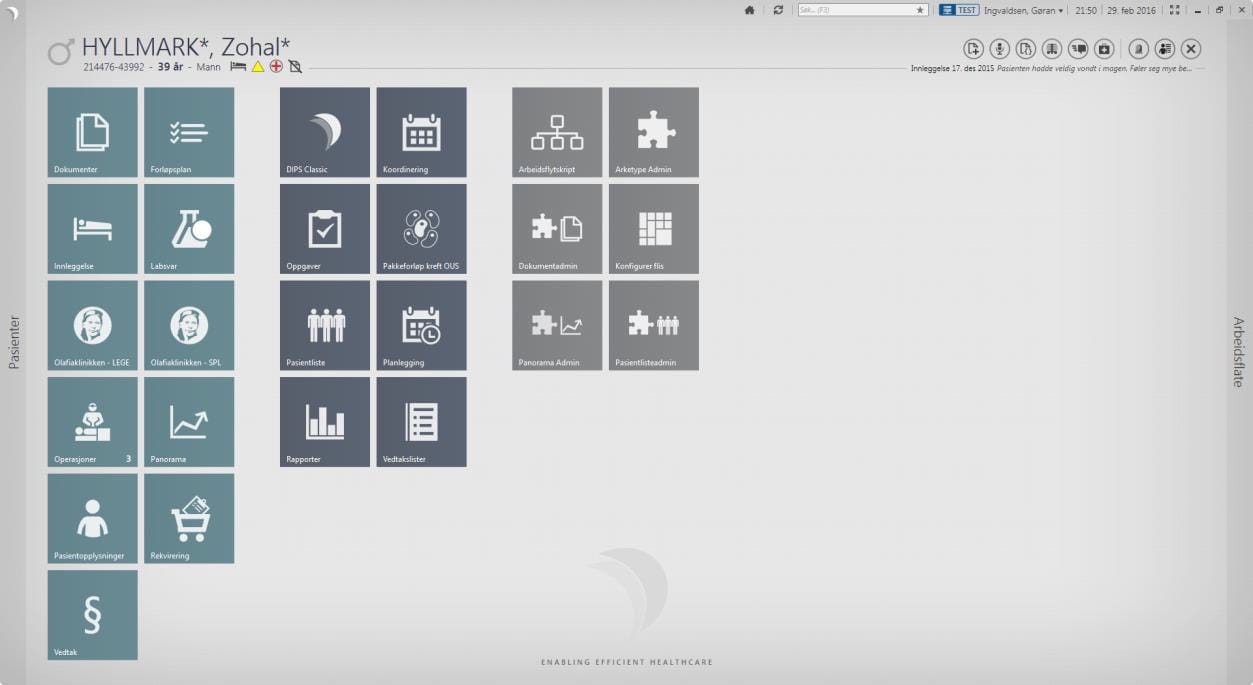 Søk... (F3)
TEST
Ingvaldsen, Gøran
21:50
29. feb 2016
HYLLMARK*, Zohal*
214476-43992 - 39 år - Mann
Innleggelse 17. des 2015 Pasienten hadde veldig vondt i magen. Føler seg mye be...
Pasienter
Dokumenter
Forløpsplan
DIPS Classic
Koordinering
Arbeidsflytskript
Arketype Admin
Innleggelse
Labsvar
Oppgaver
Pakkeforløp kreft OUS
Dokumentadmin
Konfigurer flis
Olafiaklinikken - LEGE
Olafiaklinikken - SPL
Pasientliste
Planlegging
Panorama Admin
Pasientlisteadmin
Arbeidsflate
Operasjoner 3
Panorama
Rapporter
Vedtakslister
Pasientopplysninger
Rekvirering
§
Vedtak
ENABLING EFFICIENT HEALTHCARE